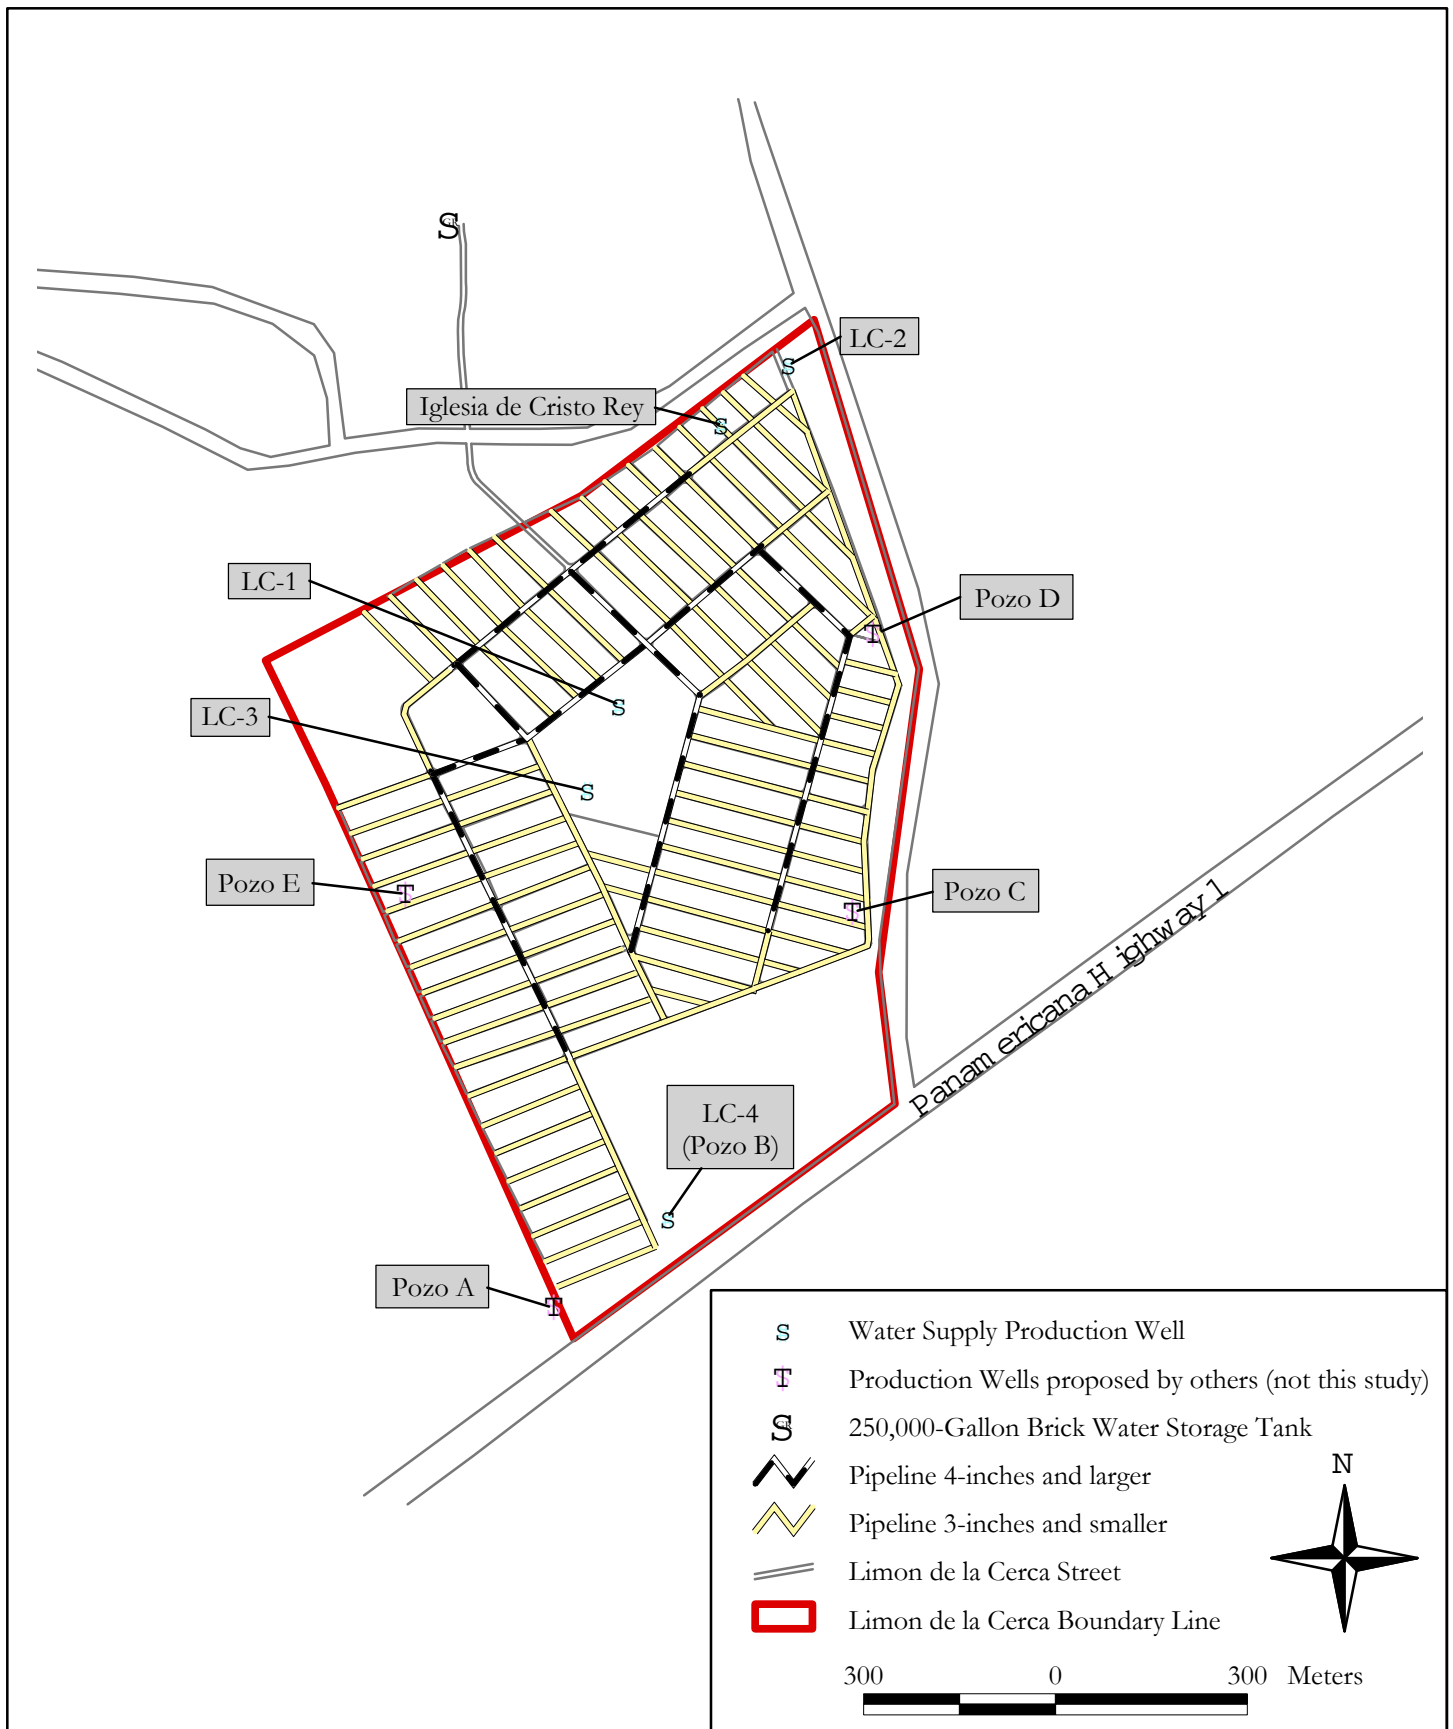 S
LC-2
S
Iglesia de Cristo Rey
S
LC-1
Pozo D
T
S
LC-3
S
Pozo E
T
Pozo C
T
Panamericana Highway 1
LC-4
(Pozo B)
S
Pozo A
T
S Water Supply Production Well
T Production Wells proposed by others (not this study)
S 250,000-Gallon Brick Water Storage Tank
Pipeline 4-inches and larger
N
Pipeline 3-inches and smaller
Limon de la Cerca Street
Limon de la Cerca Boundary Line
300 0 300 Meters